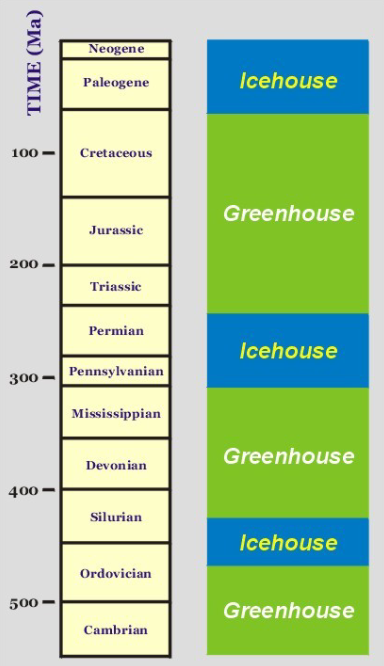 TIME (Ma)
Neogene
Paleogene
Icehouse
100
Cretaceous
Greenhouse
Jurassic
200
Triassic
Permian
Icehouse
Pennsylvanian
300
Mississippian
Greenhouse
Devonian
400
Silurian
Icehouse
Ordovician
500
Greenhouse
Cambrian